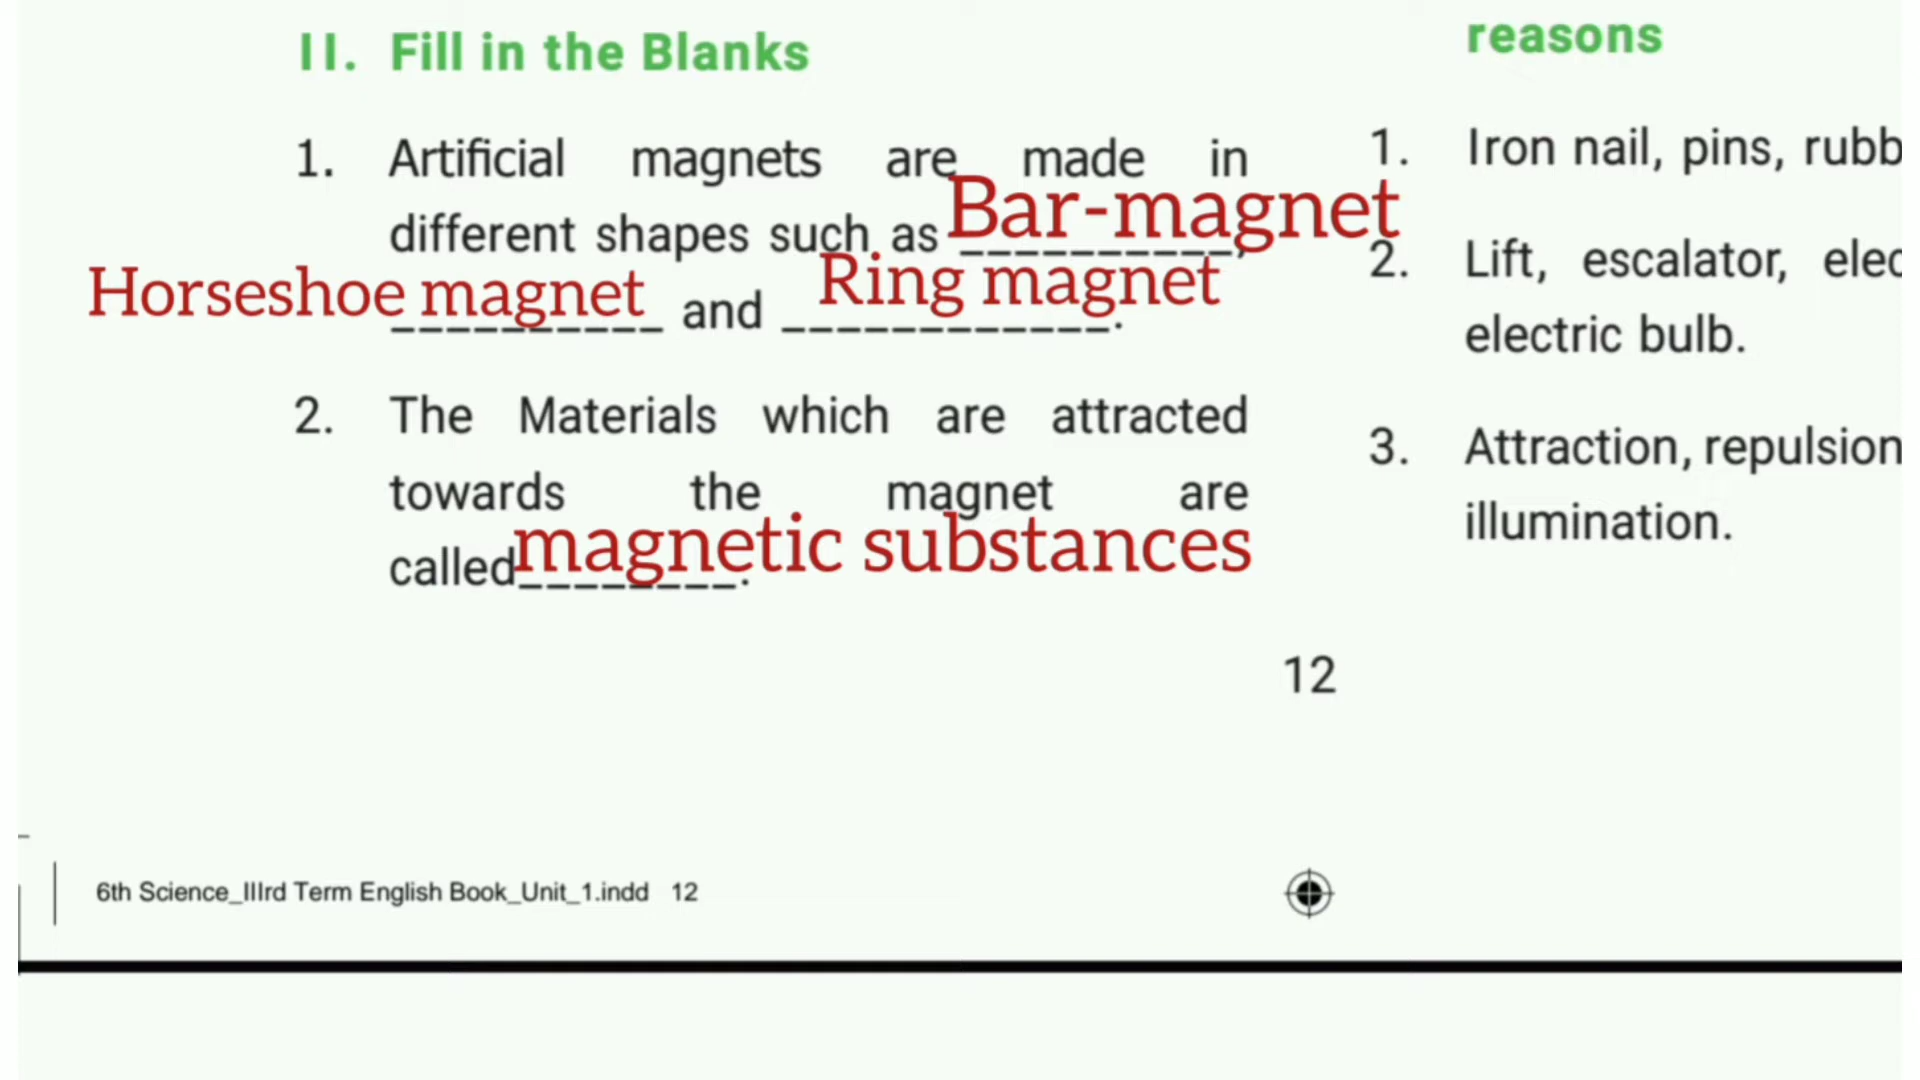 II. Fill in the Blanks
1. Artificial magnets are made in
different shapes such as Bar-magnet __________,
Horseshoe magnet __________ and Ring magnet ____________.
2. The Materials which are attracted
towards the magnet are
called magnetic substances ________.
reasons
1. Iron nail, pins, rubb
2. Lift, escalator, elec
electric bulb.
3. Attraction, repulsion
illumination.
12
6th Science_IIIrd Term English Book_Unit_1.indd 12